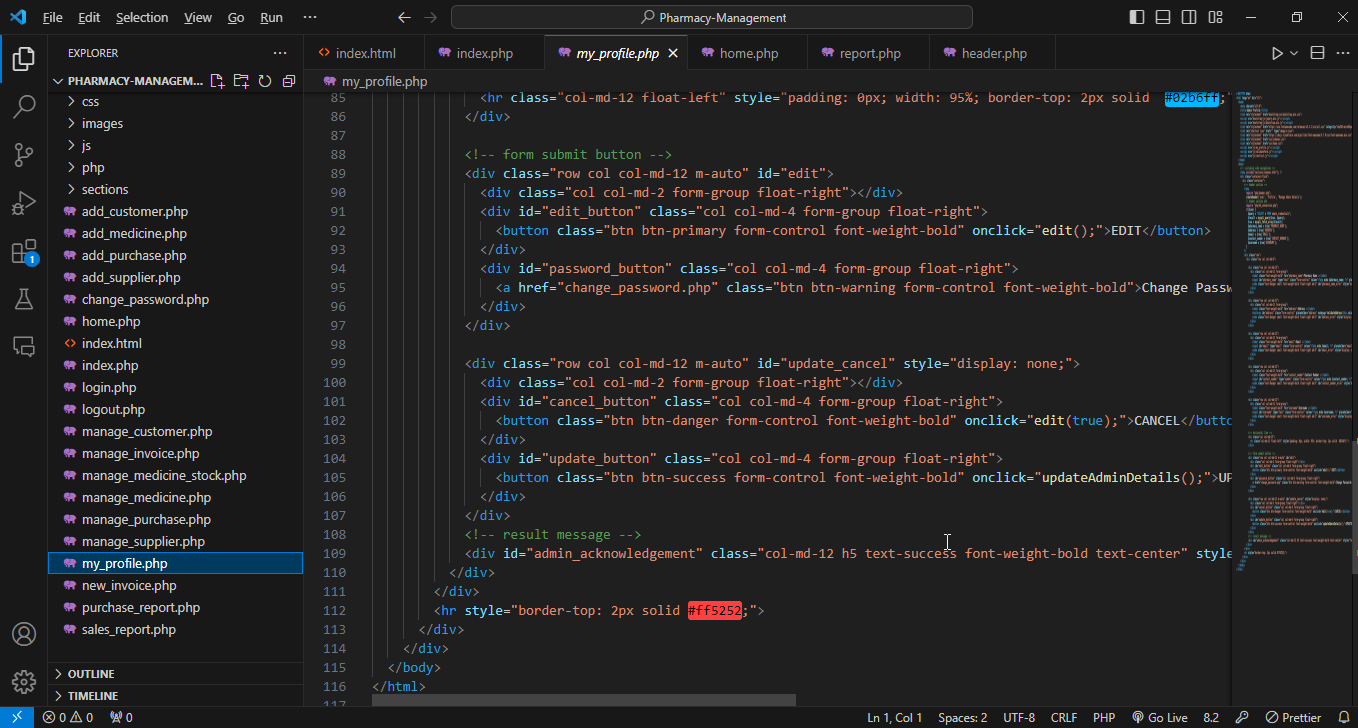 File Edit Selection View Go Run ··· Pharmacy-Management
EXPLORER ···
PHARMACY-MANAGEM...
css
images
js
php
sections
add_customer.php
add_medicine.php
add_purchase.php
add_supplier.php
change_password.php
home.php
index.html
index.php
login.php
logout.php
manage_customer.php
manage_invoice.php
manage_medicine_stock.php
manage_medicine.php
manage_purchase.php
manage_supplier.php
my_profile.php
new_invoice.php
purchase_report.php
sales_report.php
OUTLINE
TIMELINE
1
index.html index.php my_profile.php home.php report.php header.php
my_profile.php
85 <hr class="col-md-12 float-left" style="padding: 0px; width: 95%; border-top: 2px solid #02b6ff;
86 </div>
87
88 <!-- form submit button -->
89 <div class="row col col-md-12 m-auto" id="edit">
90 <div class="col col-md-2 form-group float-right"></div>
91 <div id="edit_button" class="col col-md-4 form-group float-right">
92 <button class="btn btn-primary form-control font-weight-bold" onclick="edit();">EDIT</button>
93 </div>
94 <div id="password_button" class="col col-md-4 form-group float-right">
95 <a href="change_password.php" class="btn btn-warning form-control font-weight-bold">Change Passw
96 </div>
97 </div>
98
99 <div class="row col col-md-12 m-auto" id="update_cancel" style="display: none;">
100 <div class="col col-md-2 form-group float-right"></div>
101 <div id="cancel_button" class="col col-md-4 form-group float-right">
102 <button class="btn btn-danger form-control font-weight-bold" onclick="edit(true);">CANCEL</butto
103 </div>
104 <div id="update_button" class="col col-md-4 form-group float-right">
105 <button class="btn btn-success form-control font-weight-bold" onclick="updateAdminDetails();">UP
106 </div>
107 </div>
108 <!-- result message -->
109 <div id="admin_acknowledgement" class="col-md-12 h5 text-success font-weight-bold text-center" style
110 </div>
111 </div>
112 <hr style="border-top: 2px solid #ff5252;">
113 </div>
114 </div>
115 </body>
116 </html>
117
0 0 0 Ln 1, Col 1 Spaces: 2 UTF-8 CRLF PHP Go Live 8.2 Prettier